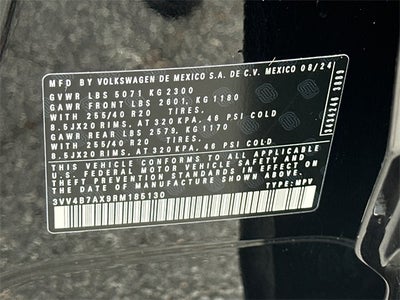 MFD BY VOLKSWAGEN DE MEXICO S.A. DE C.V. MEXICO 08/24
GVWR LBS 5071 KG 2300
GAWR FRONT LBS 2601, KG 1180
WITH 255/40 R20 TIRES,
8.5JX20 RIMS, AT 320 KPA, 46 PSI COLD
GAWR REAR LBS 2579, KG 1170
WITH 255/40 R20 TIRES,
8.5JX20 RIMS, AT 320 KPA, 46 PSI COLD
THIS VEHICLE CONFORMS TO ALL APPLICABLE
FEDERAL MOTOR VEHICLE SAFETY AND
THEFT PREVENTION STANDARDS IN EFFECT ON
THE DATE OF MANUFACTURE SHOWN ABOVE.
3VV4B7AX9RM185130 TYPE: MPV